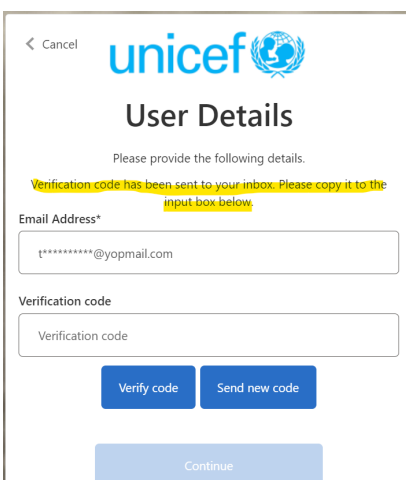 Cancel
unicef
User Details
Please provide the following details.
Verification code has been sent to your inbox. Please copy it to the
input box below.
Email Address*
t**********@yopmail.com
Verification code
Verification code
Verify code Send new code
Continue